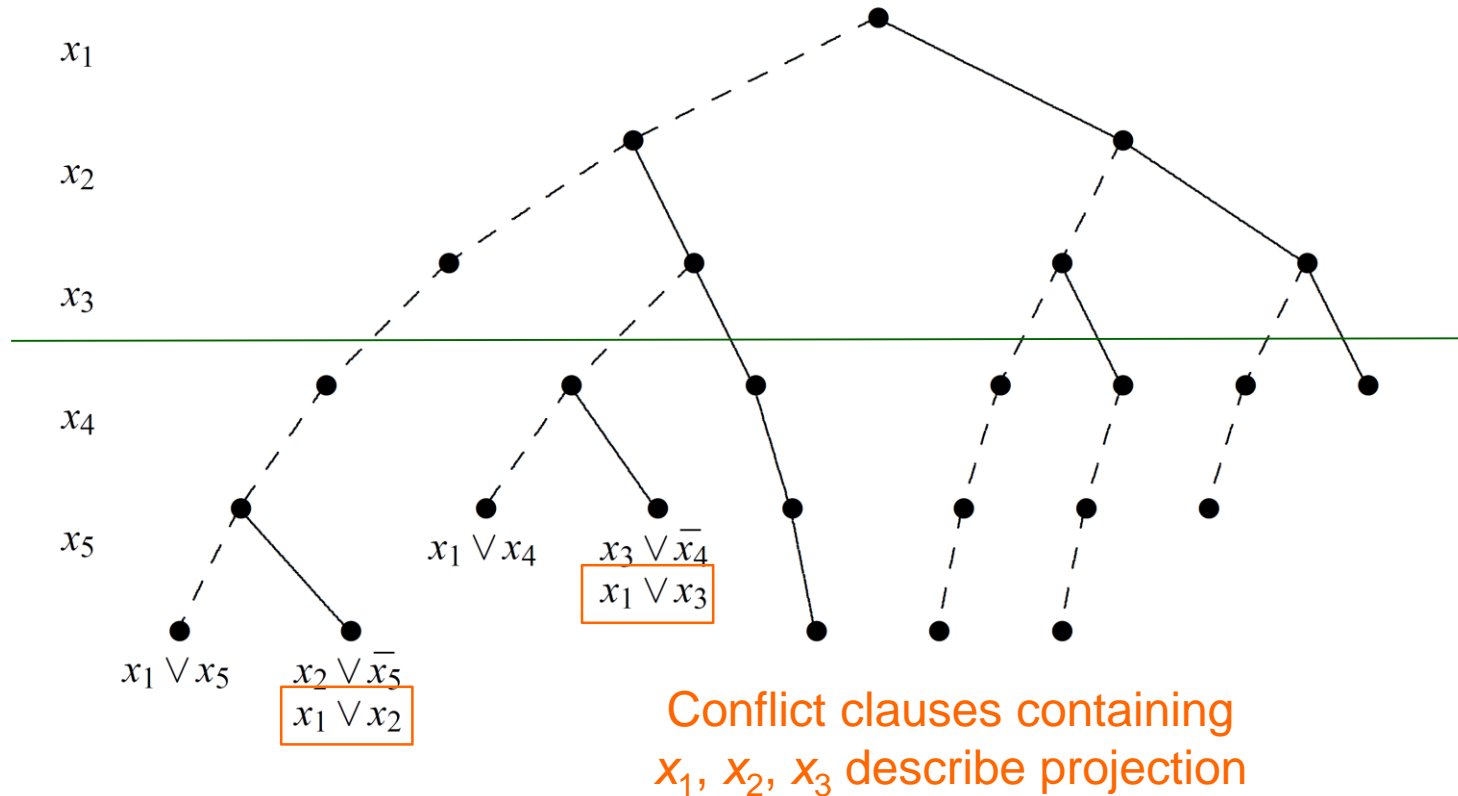 x₁
x₂
x₃
x₄
x₅
x₁ ∨ x₄
x₃ ∨ x̄₄
x₁ ∨ x₃
x₁ ∨ x₅
x₂ ∨ x̄₅
x₁ ∨ x₂
Conflict clauses containing
x₁, x₂, x₃ describe projection